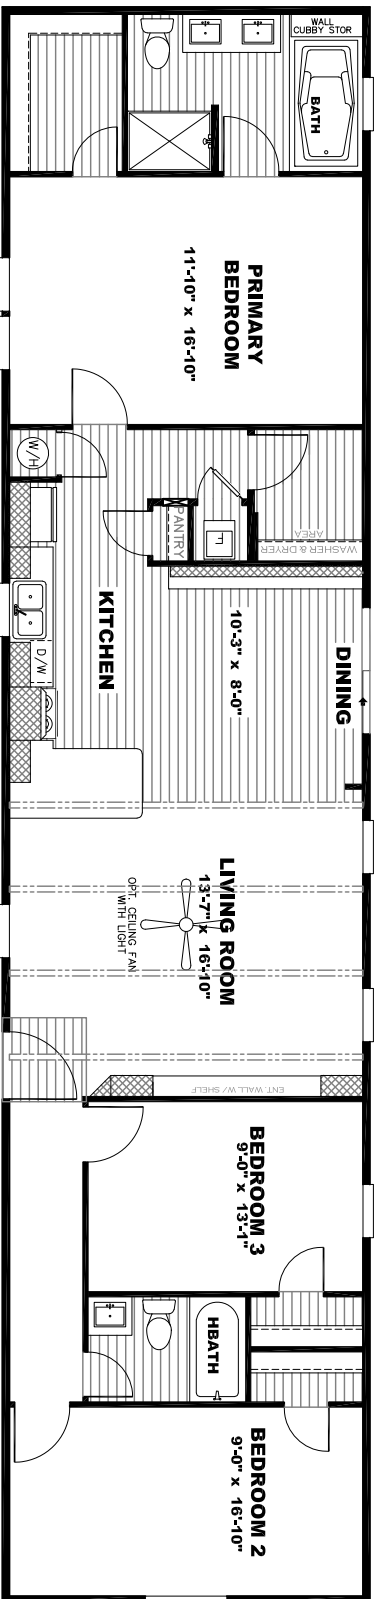 WALL
CUBBY STOR
BATH
PRIMARY
BEDROOM
11'-10" x 16'-10"
W/H
PANTRY
F
WASHER & DRYER
AREA
KITCHEN
D/W
10'-3" x 8'-0"
DINING
LIVING ROOM
13'-7" x 16'-10"
OPT. CEILING FAN
WITH LIGHT
ENT. WALL W/ SHELF
BEDROOM 3
9'-0" x 13'-1"
HBATH
BEDROOM 2
9'-0" x 16'-10"